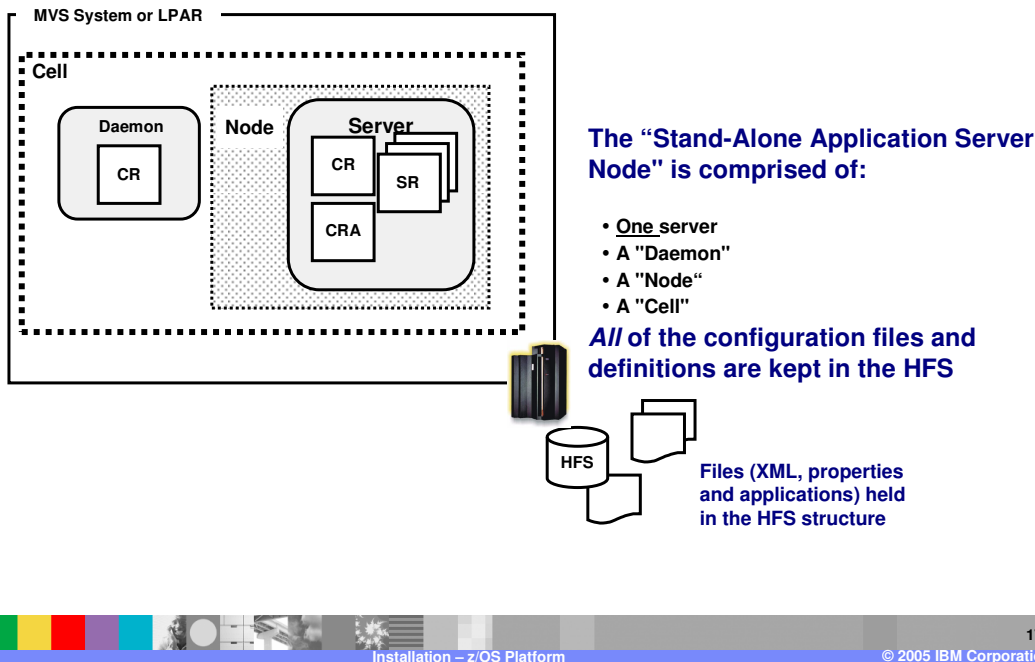 MVS System or LPAR
Cell
Daemon
CR
Node
Server
CR
SR
CRA
The “Stand-Alone Application Server
Node" is comprised of:
• One server
• A "Daemon"
• A "Node“
• A "Cell"
All of the configuration files and
definitions are kept in the HFS
HFS
Files (XML, properties
and applications) held
in the HFS structure
Installation – z/OS Platform
© 2005 IBM